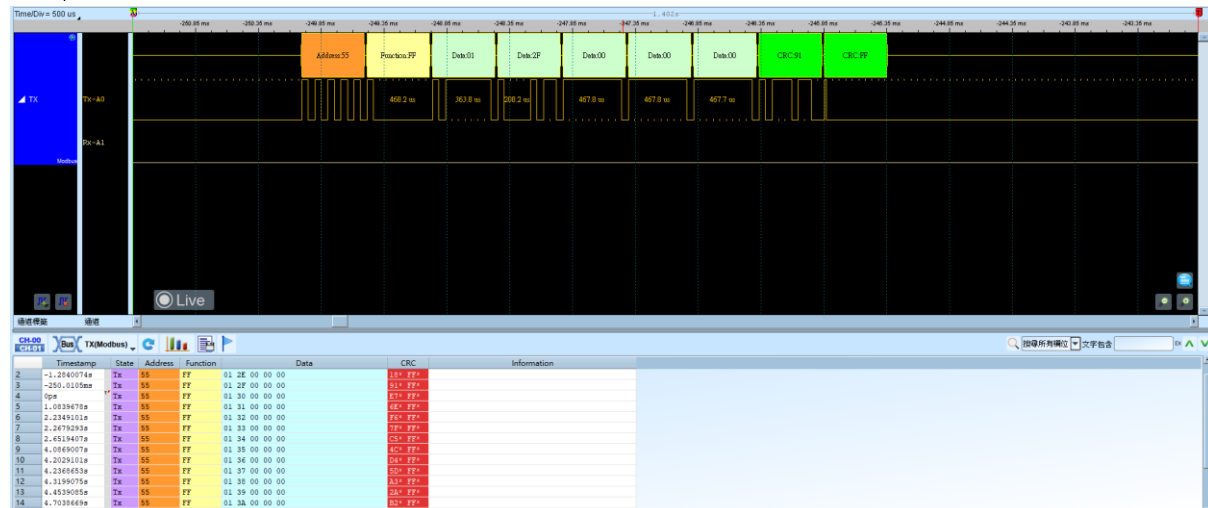 Time/Div = 500 us
1.402s
-250.85 ms -250.35 ms -249.85 ms -249.35 ms -248.85 ms -248.35 ms -247.85 ms -247.35 ms -246.85 ms -246.35 ms -245.85 ms -245.35 ms -244.85 ms -244.35 ms -243.85 ms -243.35 ms
Address:55 Function:FF Data:01 Data:2F Data:00 Data:00 Data:00 CRC:91 CRC:FF
TX Tx-A0 468.2 us 363.8 us 208.2 us 467.8 us 467.8 us 467.7 us
Rx-A1
Modbus
Live
通道標籤 通道
CH-00 CH-01 Bus TX(Modbus) 搜尋所有欄位 文字包含
Timestamp State Address Function Data CRC Information
2 -1.2840074s Tx 55 FF 01 2E 00 00 00 18* FF*
3 -250.0105ms Tx 55 FF 01 2F 00 00 00 91* FF*
4 0ps Tx 55 FF 01 30 00 00 00 E7* FF*
5 1.0839678s Tx 55 FF 01 31 00 00 00 6E* FF*
6 2.2349101s Tx 55 FF 01 32 00 00 00 F6* FF*
7 2.2679293s Tx 55 FF 01 33 00 00 00 7F* FF*
8 2.6519407s Tx 55 FF 01 34 00 00 00 C5* FF*
9 4.0869007s Tx 55 FF 01 35 00 00 00 4C* FF*
10 4.2029101s Tx 55 FF 01 36 00 00 00 D4* FF*
11 4.2368653s Tx 55 FF 01 37 00 00 00 5D* FF*
12 4.3199075s Tx 55 FF 01 38 00 00 00 A3* FF*
13 4.4539085s Tx 55 FF 01 39 00 00 00 2A* FF*
14 4.7038669s Tx 55 FF 01 3A 00 00 00 B2* FF*